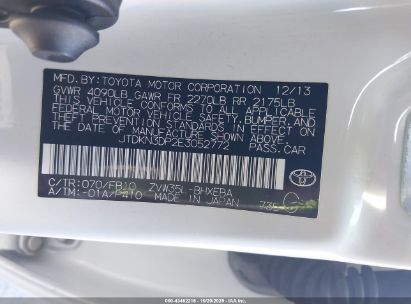 MFD. BY: TOYOTA MOTOR CORPORATION 12/13
GVWR 4090LB GAWR FR 2270LB RR 2175LB
THIS VEHICLE CONFORMS TO ALL APPLICABLE
FEDERAL MOTOR VEHICLE SAFETY, BUMPER, AND
THEFT PREVENTION STANDARDS IN EFFECT ON
THE DATE OF MANUFACTURE SHOWN ABOVE.
JTDKN3DP2E3052772 PASS.CAR
C/TR: 070/FB10 ZVW35L-BHXEBA
A/TM: -01A/P410 MADE IN JAPAN
735 C